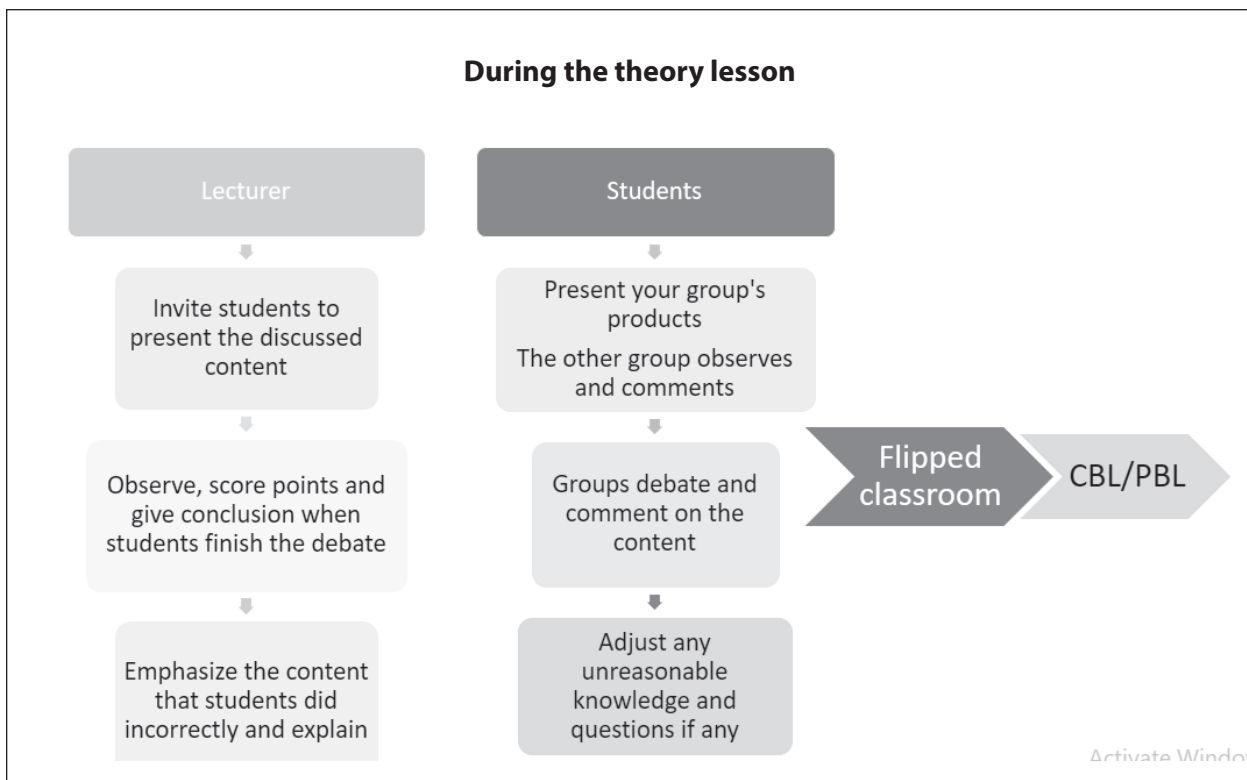 During the theory lesson
Lecturer
Invite students to
present the discussed
content
Observe, score points and
give conclusion when
students finish the debate
Emphasize the content
that students did
incorrectly and explain
Students
Present your group's
products
The other group observes
and comments
Groups debate and
comment on the
content
Adjust any
unreasonable
knowledge and
questions if any
Flipped
classroom
CBL/PBL
Activate Window